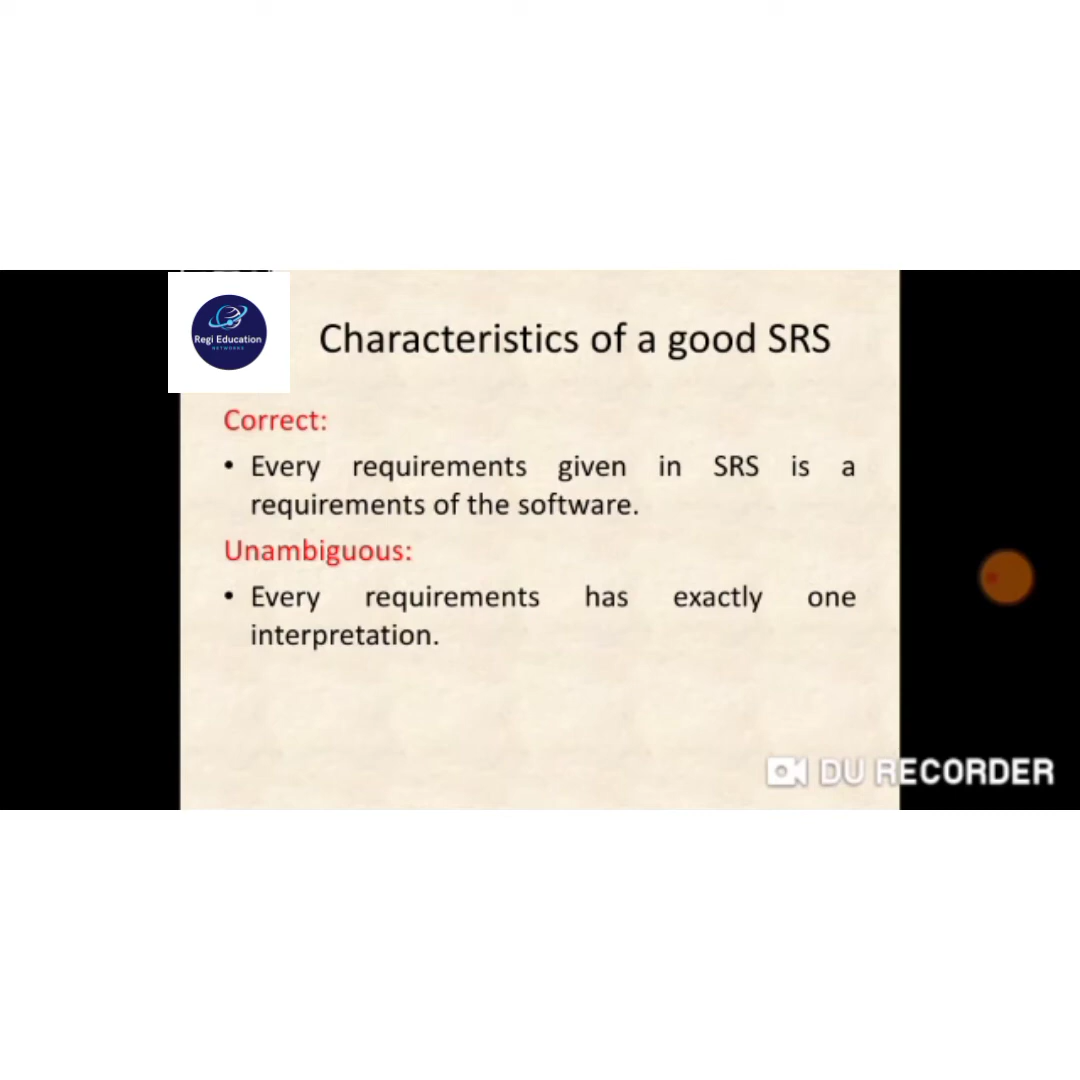 Regi Education
NETWORKS
Characteristics of a good SRS
Correct:
• Every requirements given in SRS is a
requirements of the software.
Unambiguous:
• Every requirements has exactly one
interpretation.
DU RECORDER